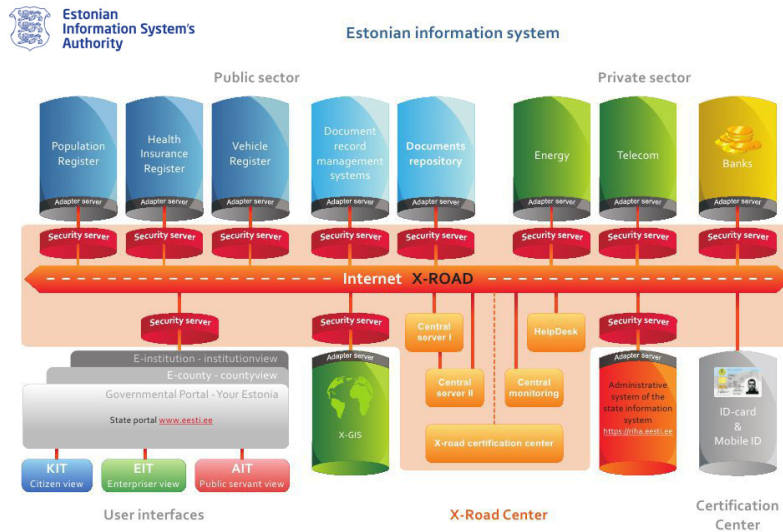 Estonian
Information System's
Authority
Estonian information system
Public sector
Private sector
Population
Register
Health
Insurance
Register
Vehicle
Register
Document
record
management
systems
Documents
repository
Energy
Telecom
Banks
Adapter server
Adapter server
Adapter server
Adapter server
Adapter server
Adapter server
Adapter server
Adapter server
Security server
Security server
Security server
Security server
Security server
Security server
Security server
Security server
Internet X-ROAD
Security server
Security server
Security server
Central
server I
HelpDesk
E-institution - institutionview
E-county - countyview
Governmental Portal - Your Estonia
State portal www.eesti.ee
Adapter server
X-GIS
Central
server II
Central
monitoring
X-road certification center
Adapter server
Administrative
system of the
state information
system
https://riha.eesti.ee
ID-card
&
Mobile ID
KIT
Citizen view
EIT
Enterpriser view
AIT
Public servant view
User interfaces
X-Road Center
Certification
Center